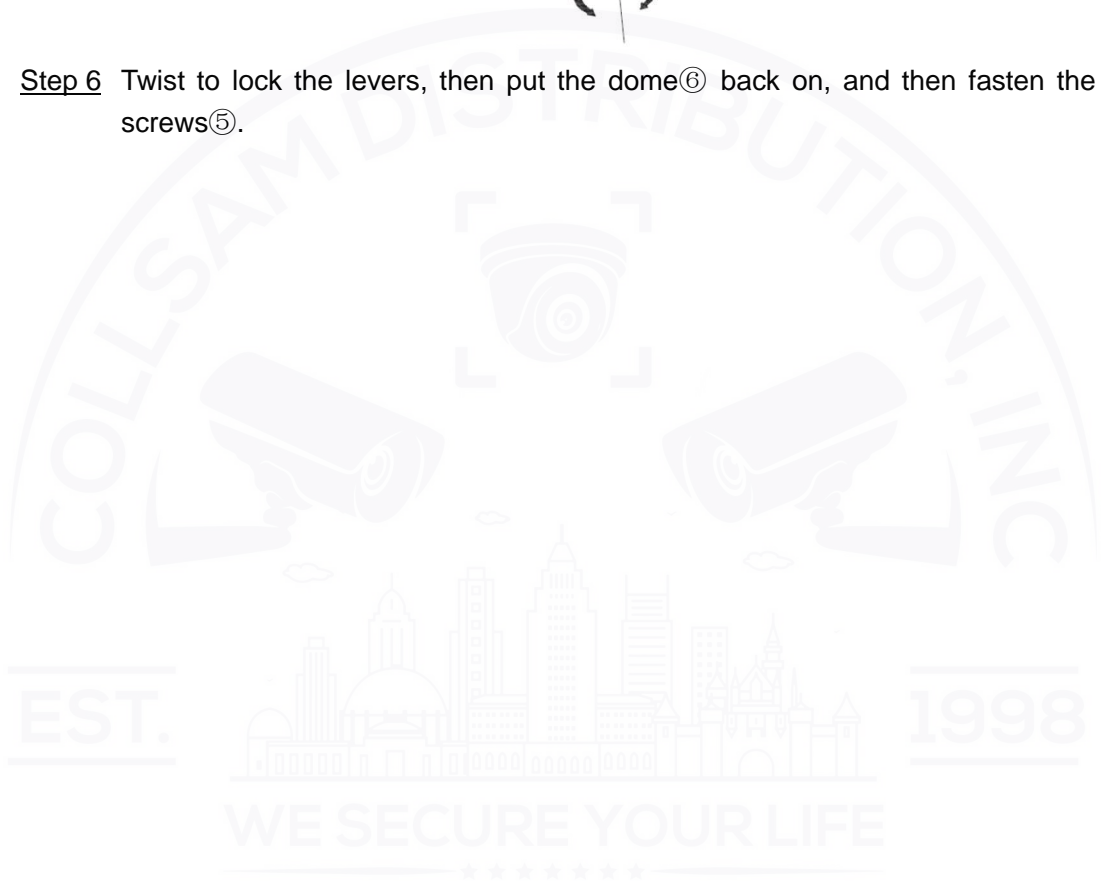 Step 6 Twist to lock the levers, then put the dome⑥ back on, and then fasten the
screws⑤.
COLLSAM DISTRIBUTION, INC
EST.
1998
WE SECURE YOUR LIFE